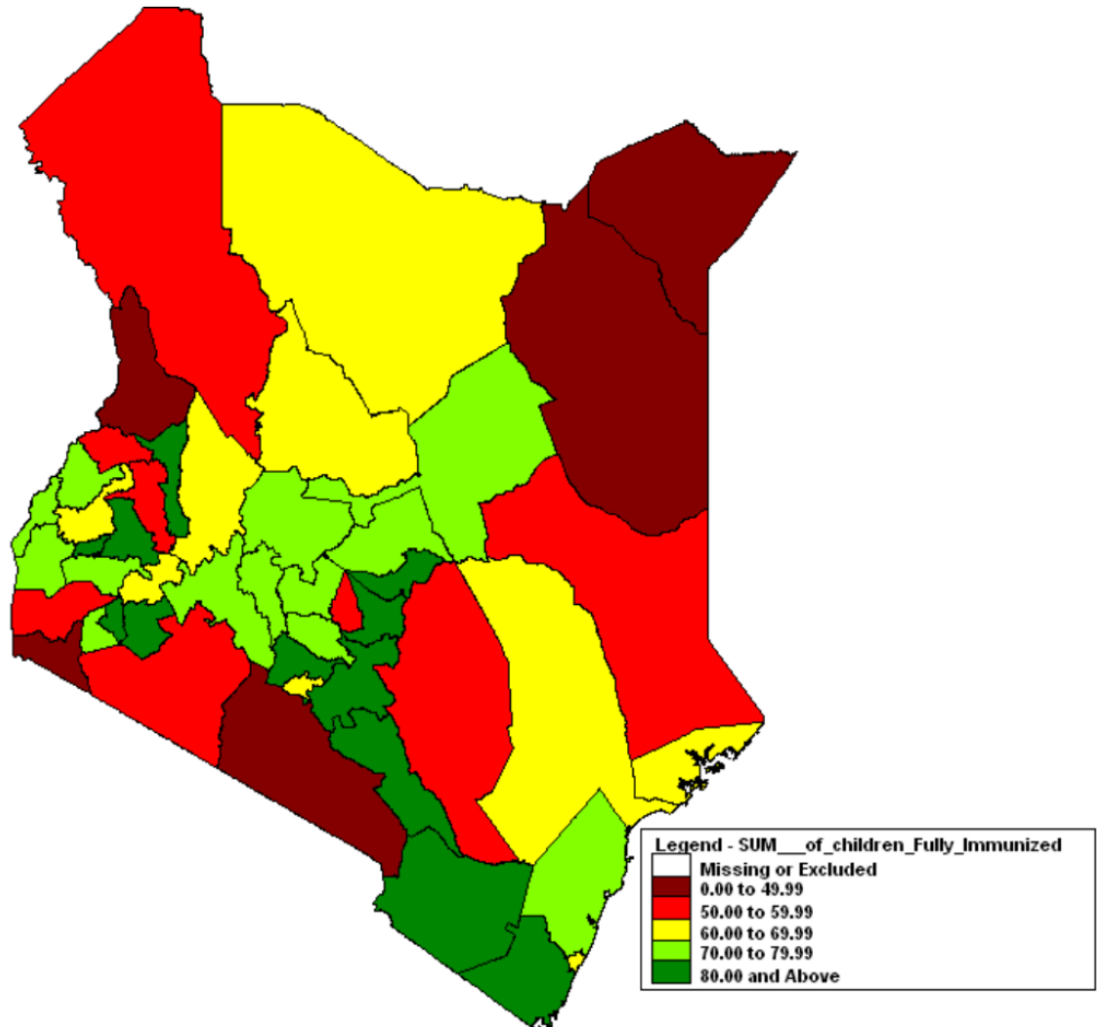 Legend - SUM___of_children_Fully_Immunized
Missing or Excluded
0.00 to 49.99
50.00 to 59.99
60.00 to 69.99
70.00 to 79.99
80.00 and Above